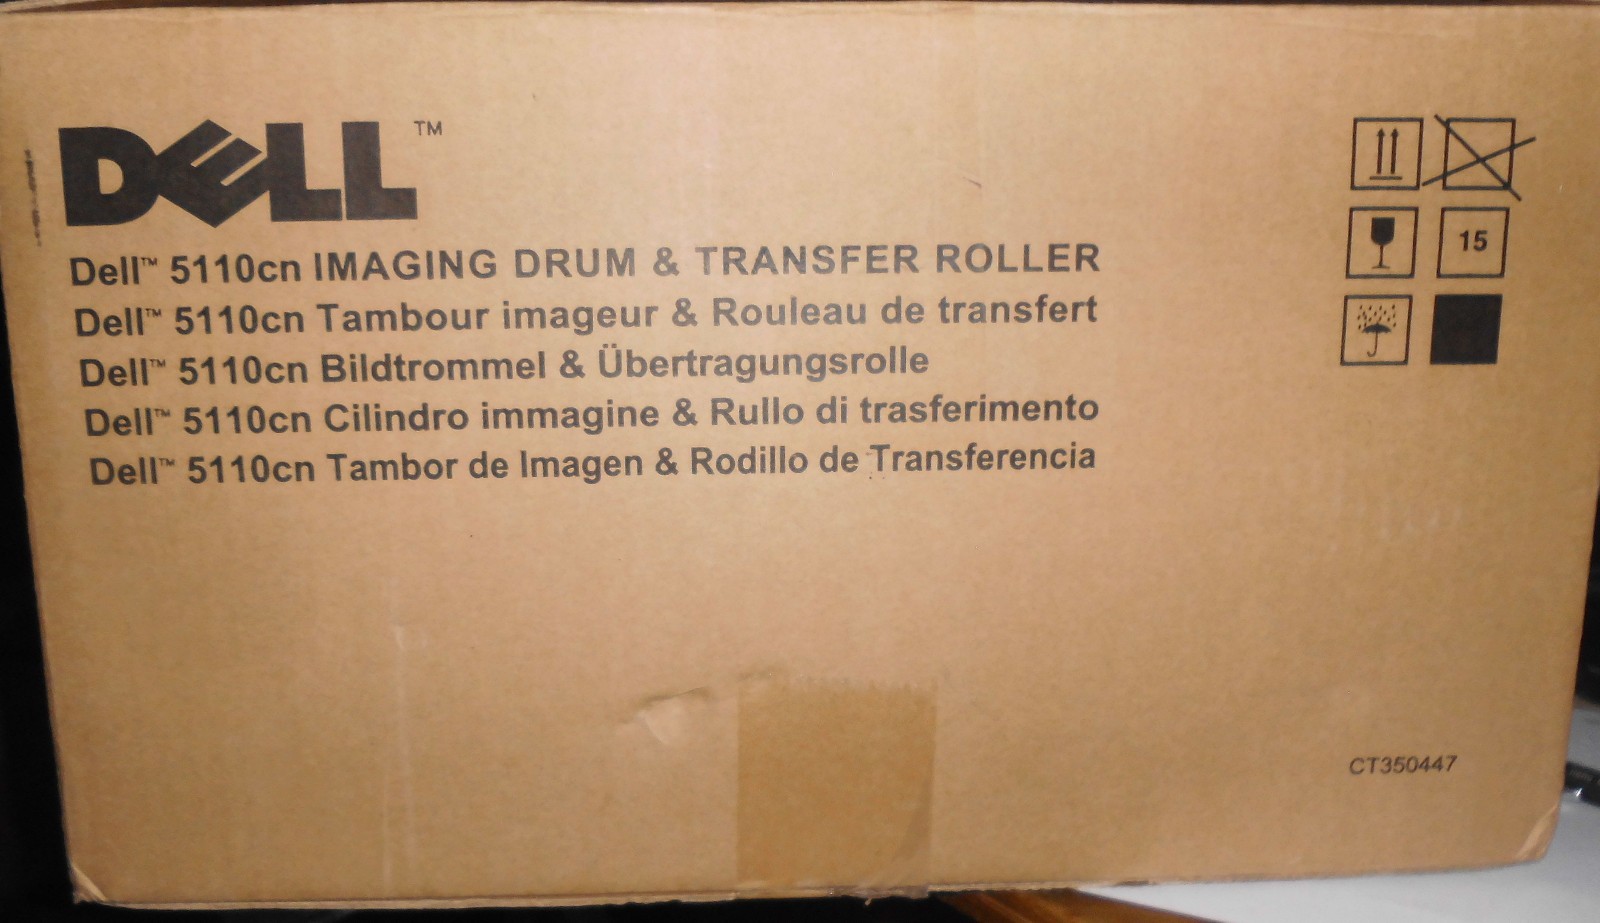 DELL™
Dell™ 5110cn IMAGING DRUM & TRANSFER ROLLER
Dell™ 5110cn Tambour imageur & Rouleau de transfert
Dell™ 5110cn Bildtrommel & Übertragungsrolle
Dell™ 5110cn Cilindro immagine & Rullo di trasferimento
Dell™ 5110cn Tambor de Imagen & Rodillo de Transferencia
15
CT350447